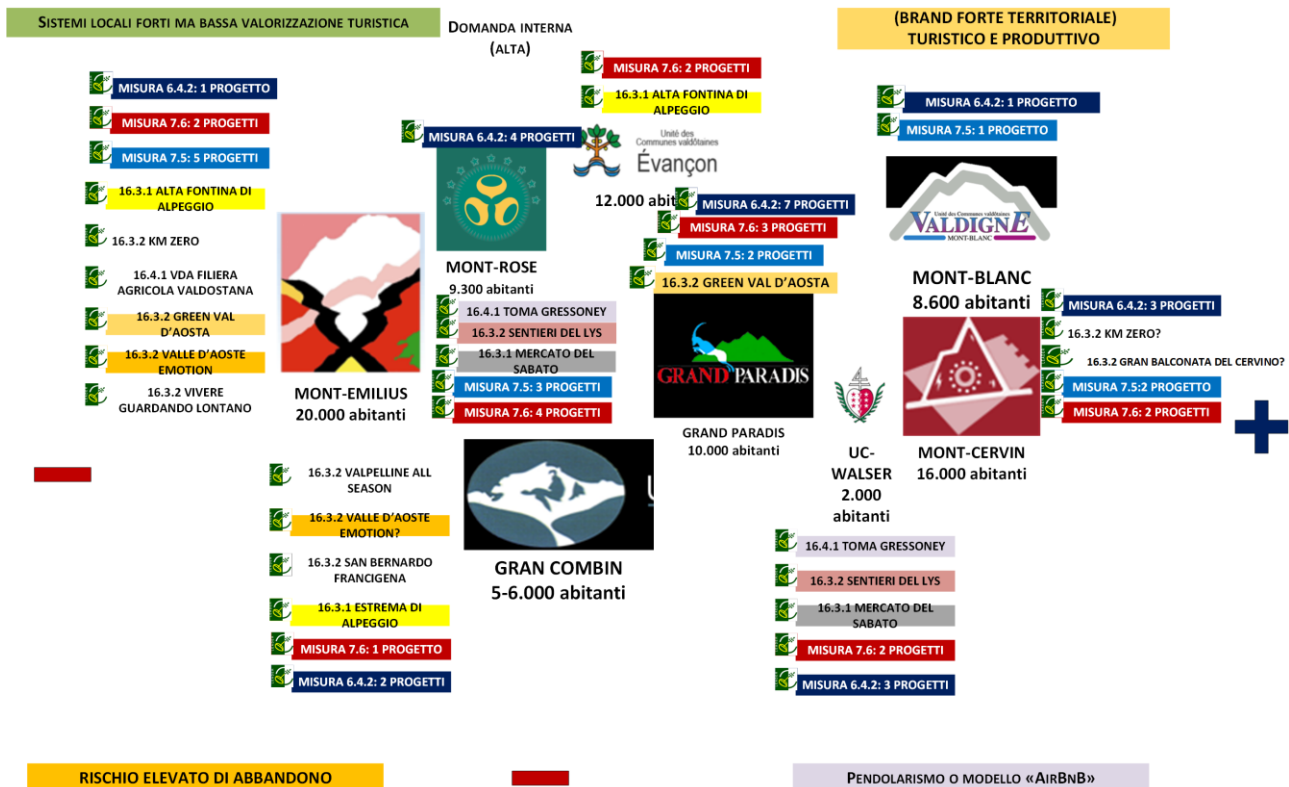 SISTEMI LOCALI FORTI MA BASSA VALORIZZAZIONE TURISTICA
DOMANDA INTERNA
(ALTA)
(BRAND FORTE TERRITORIALE)
TURISTICO E PRODUTTIVO
MISURA 6.4.2: 1 PROGETTO
MISURA 7.6: 2 PROGETTI
MISURA 7.5: 5 PROGETTI
16.3.1 ALTA FONTINA DI
ALPEGGIO
16.3.2 KM ZERO
16.4.1 VDA FILIERA
AGRICOLA VALDOSTANA
16.3.2 GREEN VAL
D'AOSTA
16.3.2 VALLE D'AOSTE
EMOTION
16.3.2 VIVERE
GUARDANDO LONTANO
MONT-EMILIUS
20.000 abitanti
MISURA 6.4.2: 4 PROGETTI
MONT-ROSE
9.300 abitanti
16.4.1 TOMA GRESSONEY
16.3.2 SENTIERI DEL LYS
16.3.1 MERCATO DEL
SABATO
MISURA 7.5: 3 PROGETTI
MISURA 7.6: 4 PROGETTI
MISURA 7.6: 2 PROGETTI
16.3.1 ALTA FONTINA DI
ALPEGGIO
Unité des
Communes valdôtaines
Évançon
12.000 abit
MISURA 6.4.2: 7 PROGETTI
MISURA 7.6: 3 PROGETTI
MISURA 7.5: 2 PROGETTI
16.3.2 GREEN VAL D'AOSTA
GRAND PARADIS
GRAND PARADIS
10.000 abitanti
MISURA 6.4.2: 1 PROGETTO
MISURA 7.5: 1 PROGETTO
Unité des Communes valdôtaines
VALDIGNE
MONT-BLANC
MONT-BLANC
8.600 abitanti
MISURA 6.4.2: 3 PROGETTI
16.3.2 KM ZERO?
16.3.2 GRAN BALCONATA DEL CERVINO?
MISURA 7.5:2 PROGETTO
MISURA 7.6: 2 PROGETTI
MONT-CERVIN
16.000 abitanti
UC-
WALSER
2.000
abitanti
16.3.2 VALPELLINE ALL
SEASON
16.3.2 VALLE D'AOSTE
EMOTION?
16.3.2 SAN BERNARDO
FRANCIGENA
16.3.1 ESTREMA DI
ALPEGGIO
MISURA 7.6: 1 PROGETTO
MISURA 6.4.2: 2 PROGETTI
GRAN COMBIN
5-6.000 abitanti
16.4.1 TOMA GRESSONEY
16.3.2 SENTIERI DEL LYS
16.3.1 MERCATO DEL
SABATO
MISURA 7.6: 2 PROGETTI
MISURA 6.4.2: 3 PROGETTI
RISCHIO ELEVATO DI ABBANDONO
PENDOLARISMO O MODELLO «AIRBNB»